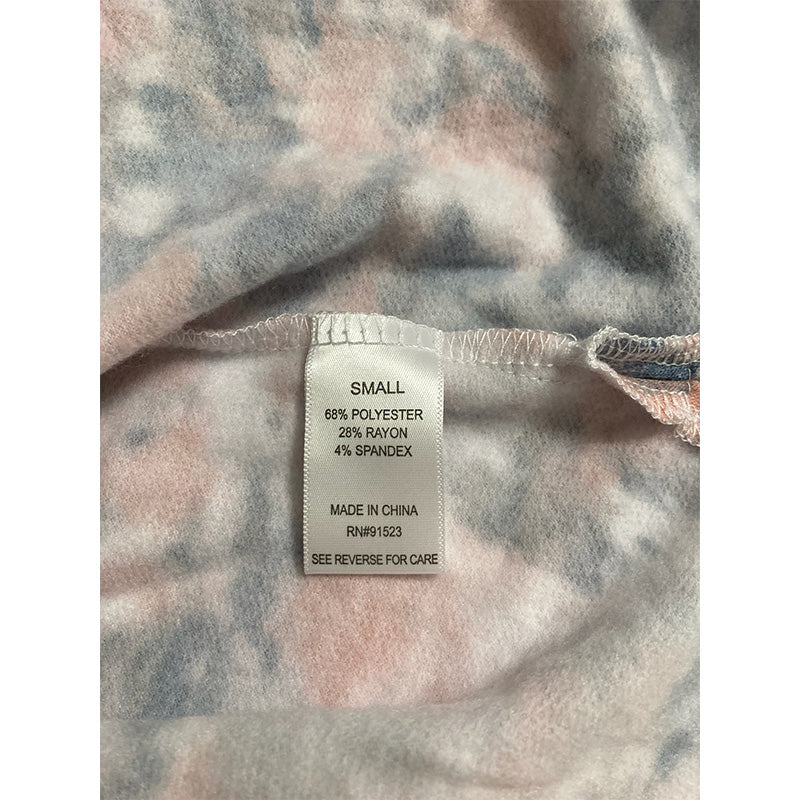 SMALL
68% POLYESTER
28% RAYON
4% SPANDEX
MADE IN CHINA
RN#91523
SEE REVERSE FOR CARE